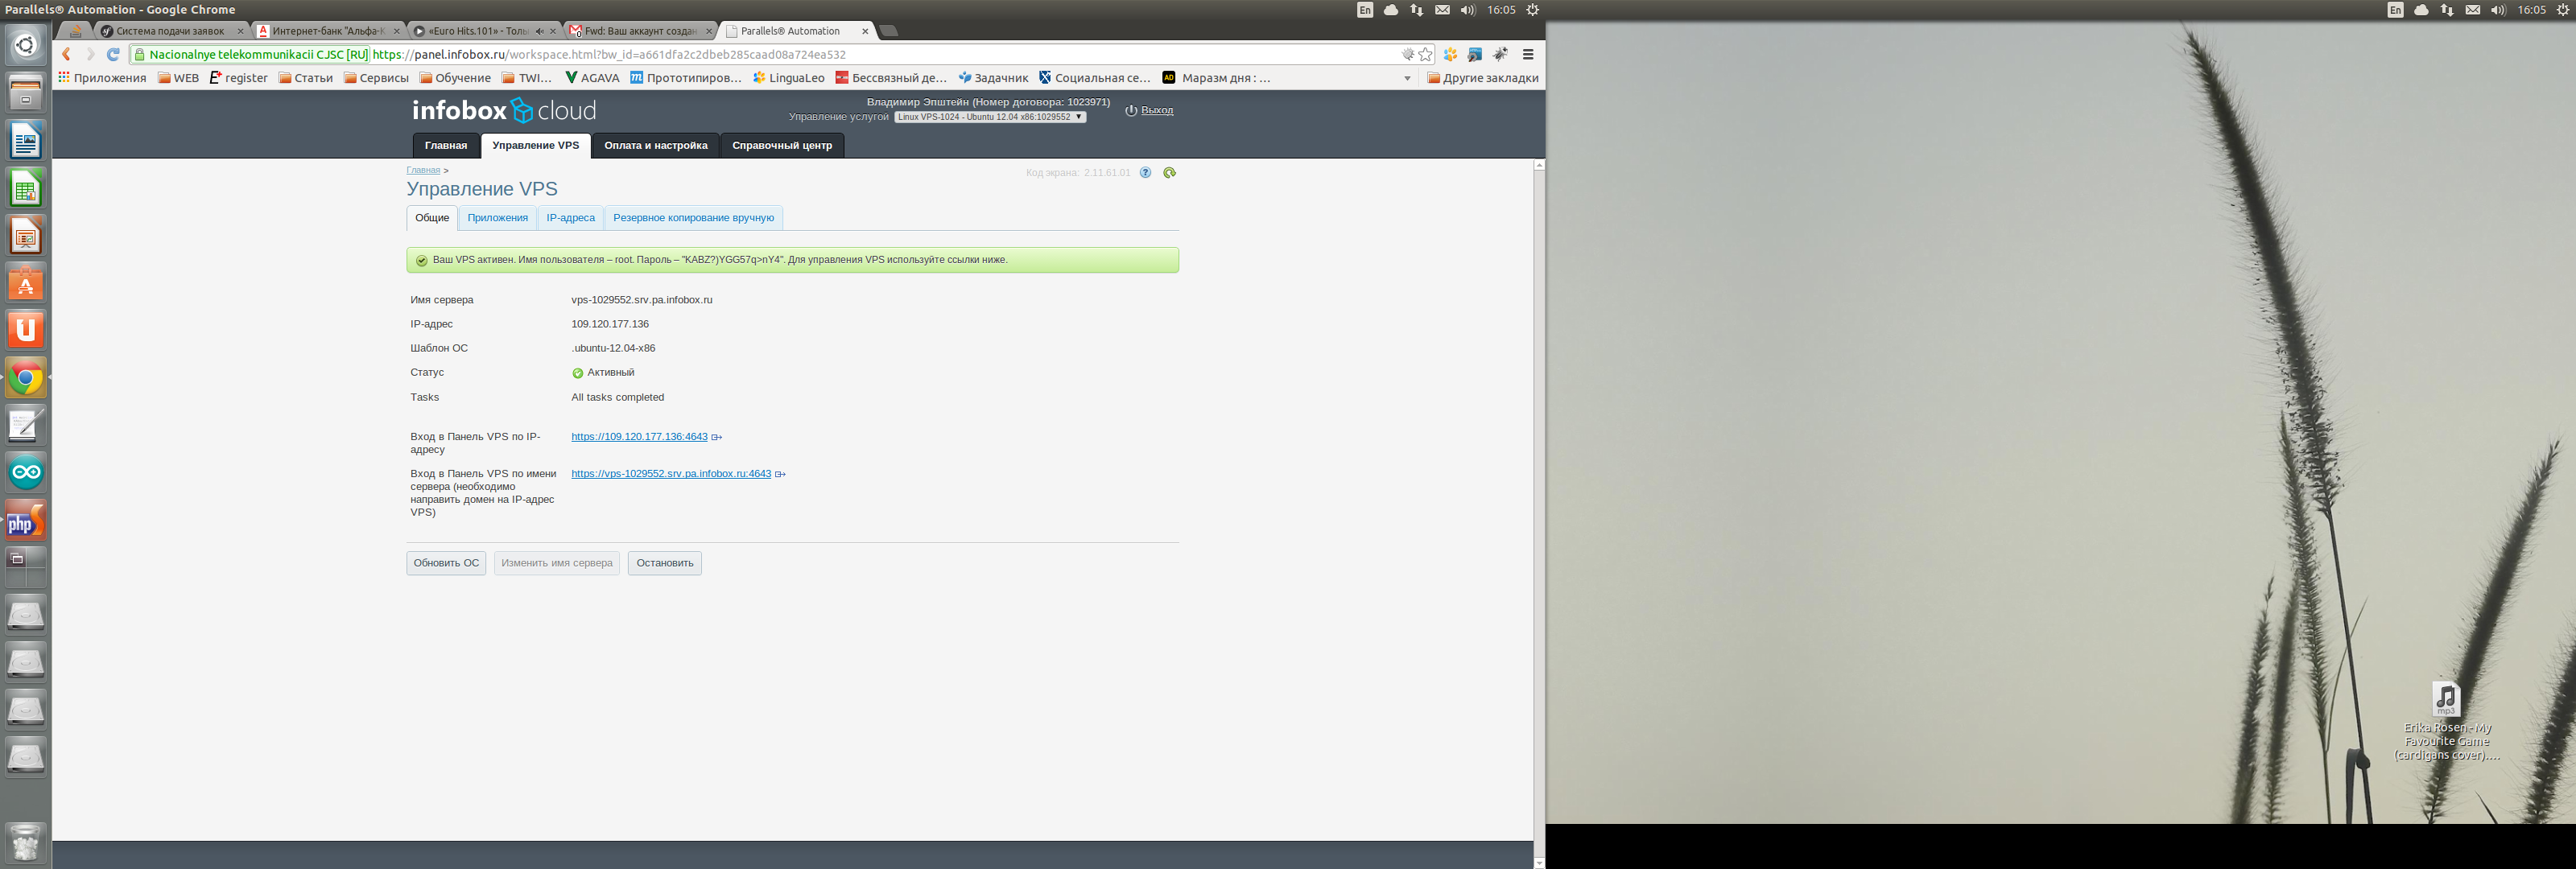 Parallels® Automation - Google Chrome
En 16:05
En 16:05
Система подачи заявок
Интернет-банк "Альфа-К
«Euro Hits.101» - Толь
Fwd: Ваш аккаунт создан
Parallels® Automation
Nacionalnye telekommunikacii CJSC [RU] https://panel.infobox.ru/workspace.html?bw_id=a661dfa2c2dbeb285caad08a724ea532
Приложения WEB register Статьи Сервисы Обучение TWI... AGAVA Прототипиров... LinguaLeo Бессвязный де... Задачник Социальная се... Маразм дня : ... Другие закладки
infobox cloud
Владимир Эпштейн (Номер договора: 1023971)
Управление услугой Linux VPS-1024 - Ubuntu 12.04 x86:1029552
Выход
Главная Управление VPS Оплата и настройка Справочный центр
Главная >
Код экрана: 2.11.61.01
Управление VPS
Общие Приложения IP-адреса Резервное копирование вручную
Ваш VPS активен. Имя пользователя – root. Пароль – "KABZ?)YGG57q>nY4". Для управления VPS используйте ссылки ниже.
Имя сервера vps-1029552.srv.pa.infobox.ru
IP-адрес 109.120.177.136
Шаблон ОС .ubuntu-12.04-x86
Статус Активный
Tasks All tasks completed
Вход в Панель VPS по IP- https://109.120.177.136:4643
адресу
Вход в Панель VPS по имени https://vps-1029552.srv.pa.infobox.ru:4643
сервера (необходимо
направить домен на IP-адрес
VPS)
Обновить ОС Изменить имя сервера Остановить
php
mp3
Erika Rosen - My
Favourite Game
(cardigans cover)....